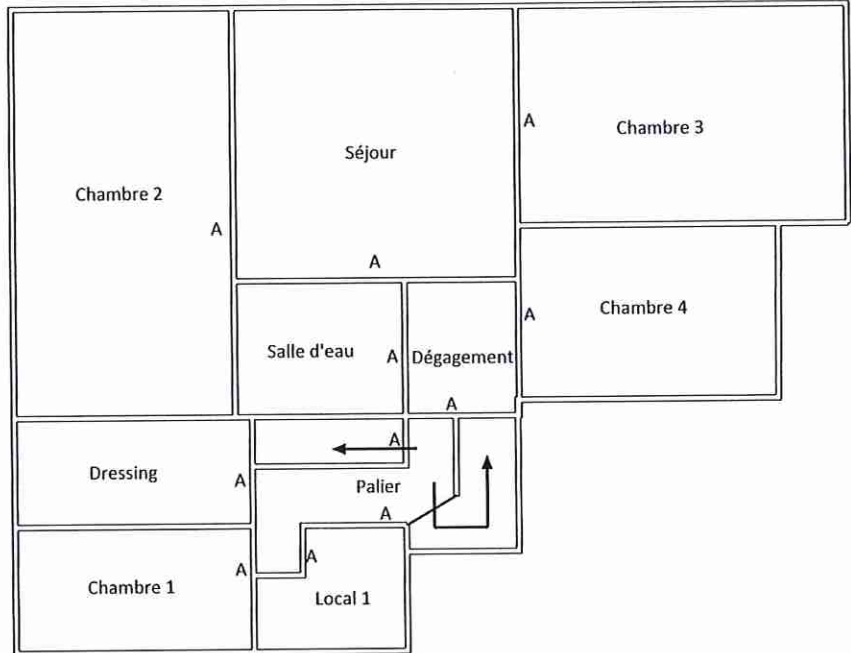 A
Chambre 3
Séjour
Chambre 2
A
A
A
Chambre 4
Salle d'eau
A
Dégagement
A
A
Dressing
A
Palier
A
A
A
Chambre 1
Local 1